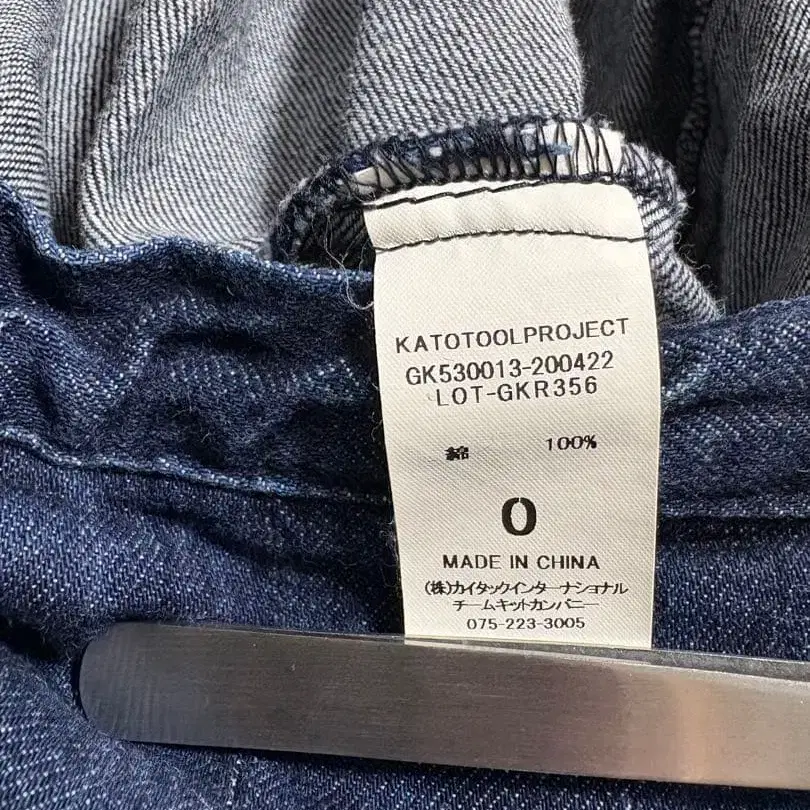 KATOTOOLPROJECT
GK530013-200422
LOT-GKR356
綿 100%
0
MADE IN CHINA
(株)カイタックインターナショナル
チームキットカンパニー
075-223-3005